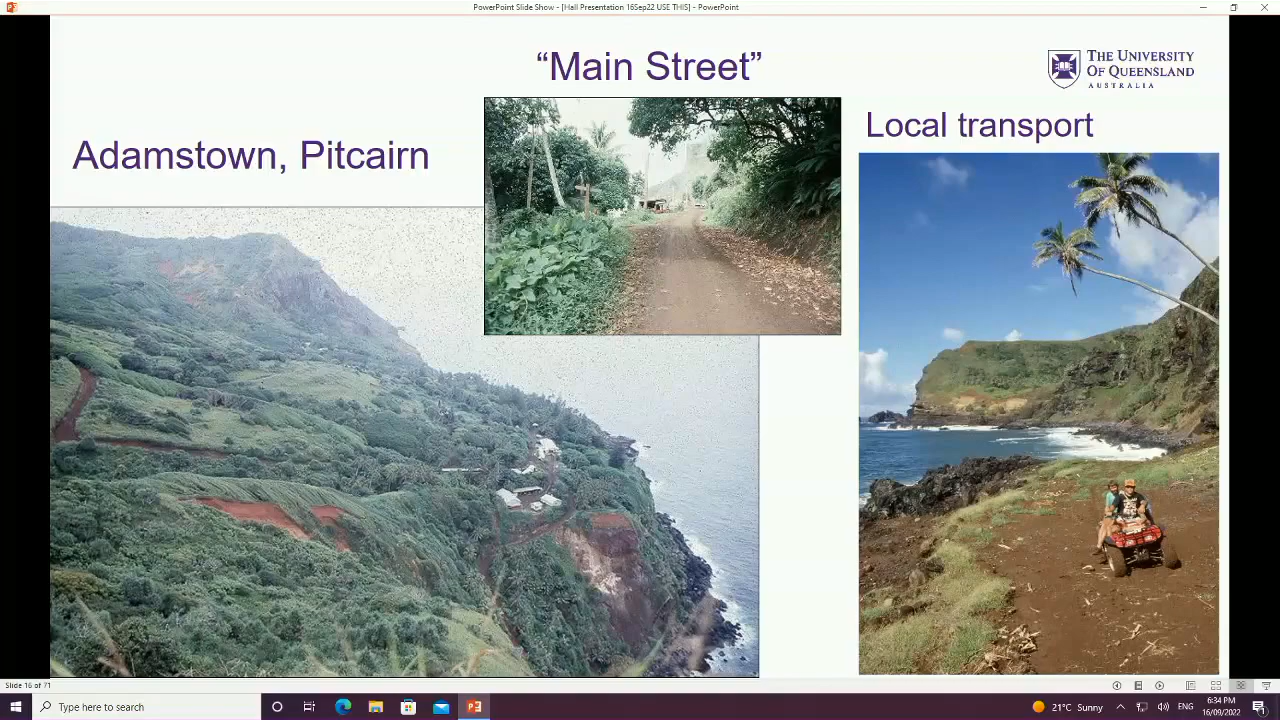 PowerPoint Slide Show - [Hall Presentation 16Sep22 USE THIS] - PowerPoint
“Main Street”
THE UNIVERSITY
OF QUEENSLAND
AUSTRALIA
Local transport
Adamstown, Pitcairn
Slide 16 of 71
Type here to search
21°C Sunny
ENG
6:34 PM
16/09/2022